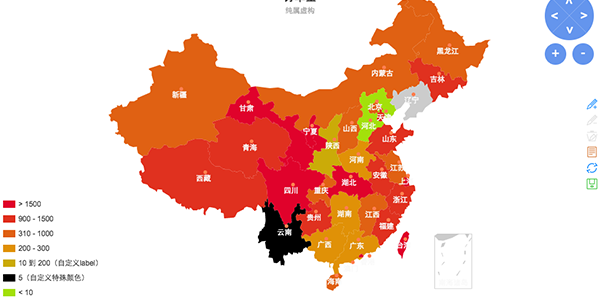 纯属虚构
黑龙江
内蒙古
吉林
新疆
辽宁
甘肃
北京
天
河北
宁夏
山西
山东
青海
陕西
河南
江苏
西藏
安徽
上
四川
重庆
湖北
浙江
贵州
湖南
江西
福建
云南
广西
广东
台
海南
> 1500
900 - 1500
310 - 1000
200 - 300
10 到 200（自定义label）
5（自定义特殊颜色）
< 10